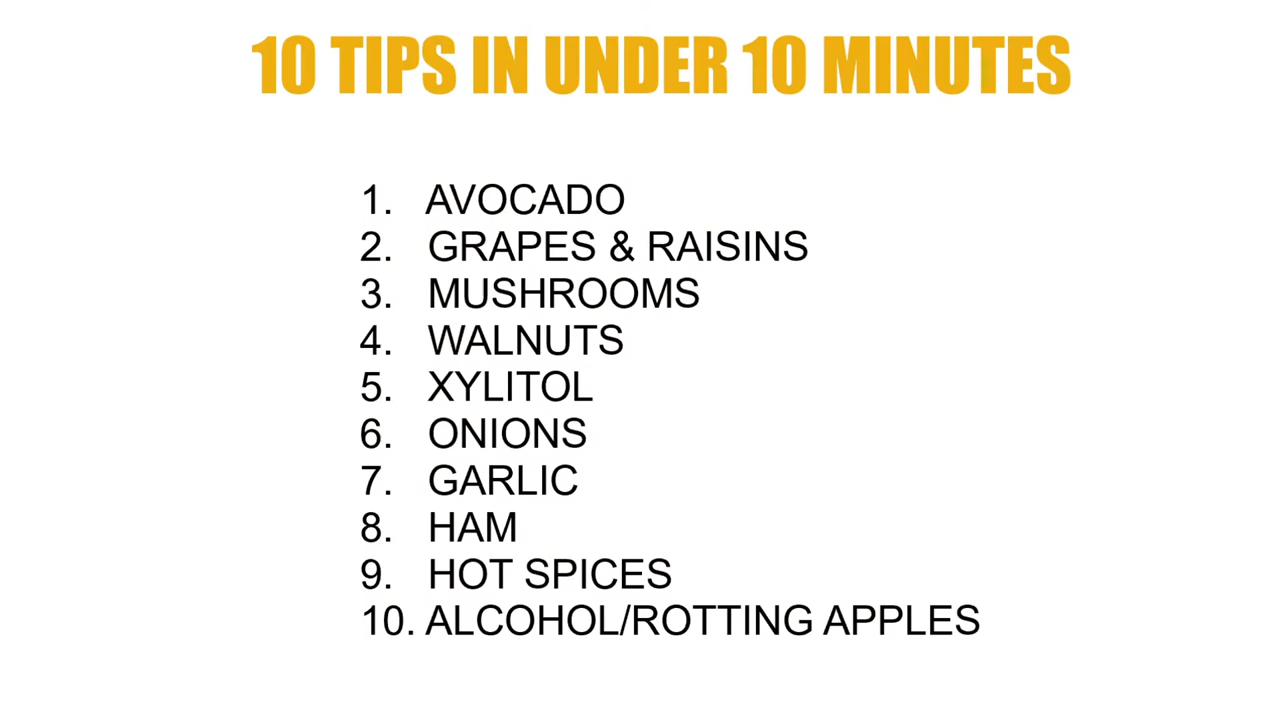 10 TIPS IN UNDER 10 MINUTES
1. AVOCADO
2. GRAPES & RAISINS
3. MUSHROOMS
4. WALNUTS
5. XYLITOL
6. ONIONS
7. GARLIC
8. HAM
9. HOT SPICES
10. ALCOHOL/ROTTING APPLES